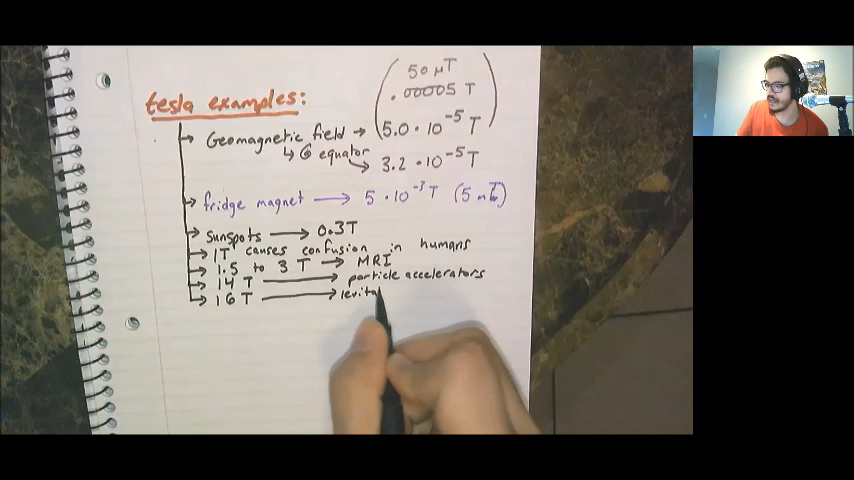 50 μT
.00005 T
tesla examples:
Geomagnetic field → 5.0 · 10⁻⁵ T
↳ @ equator → 3.2 · 10⁻⁵ T
fridge magnet → 5 · 10⁻³ T (5 mT)
sunspots → 0.3T
1T causes confusion in humans
1.5 to 3 T → MRI
14 T → particle accelerators
16 T → levita